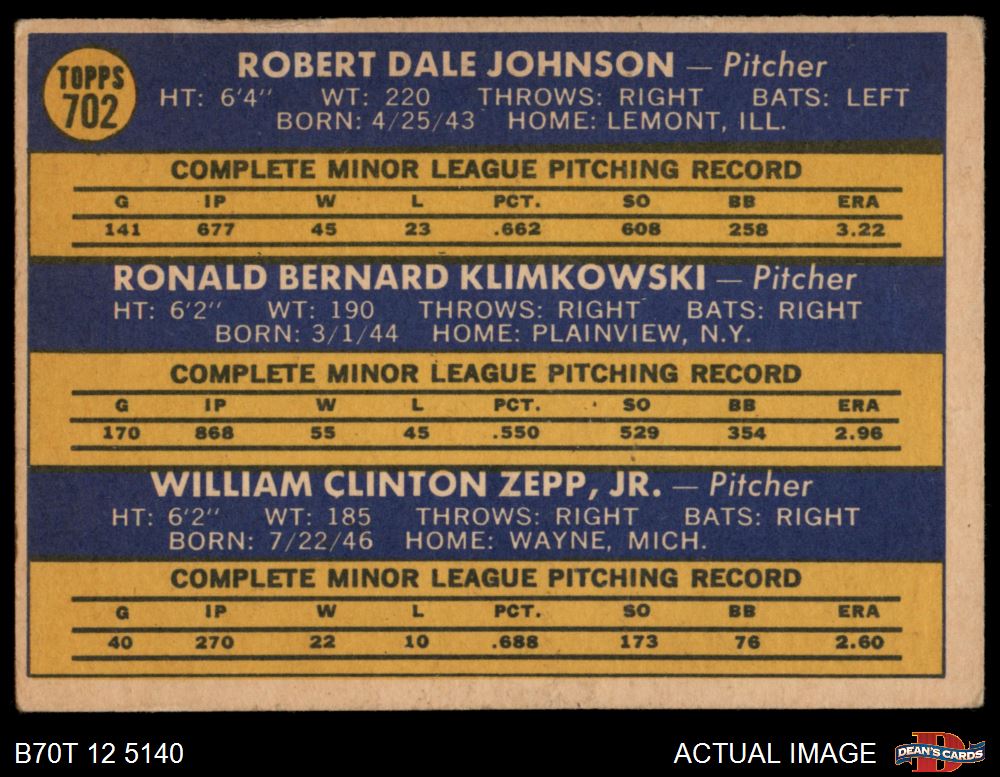 TOPPS
702
ROBERT DALE JOHNSON — Pitcher
HT: 6'4" WT: 220 THROWS: RIGHT BATS: LEFT
BORN: 4/25/43 HOME: LEMONT, ILL.
COMPLETE MINOR LEAGUE PITCHING RECORD
G IP W L PCT. SO BB ERA
141 677 45 23 .662 608 258 3.22
RONALD BERNARD KLIMKOWSKI — Pitcher
HT: 6'2" WT: 190 THROWS: RIGHT BATS: RIGHT
BORN: 3/1/44 HOME: PLAINVIEW, N.Y.
COMPLETE MINOR LEAGUE PITCHING RECORD
G IP W L PCT. SO BB ERA
170 868 55 45 .550 529 354 2.96
WILLIAM CLINTON ZEPP, JR. — Pitcher
HT: 6'2" WT: 185 THROWS: RIGHT BATS: RIGHT
BORN: 7/22/46 HOME: WAYNE, MICH.
COMPLETE MINOR LEAGUE PITCHING RECORD
G IP W L PCT. SO BB ERA
40 270 22 10 .688 173 76 2.60
B70T 12 5140 ACTUAL IMAGE
D
DEAN'S CARDS